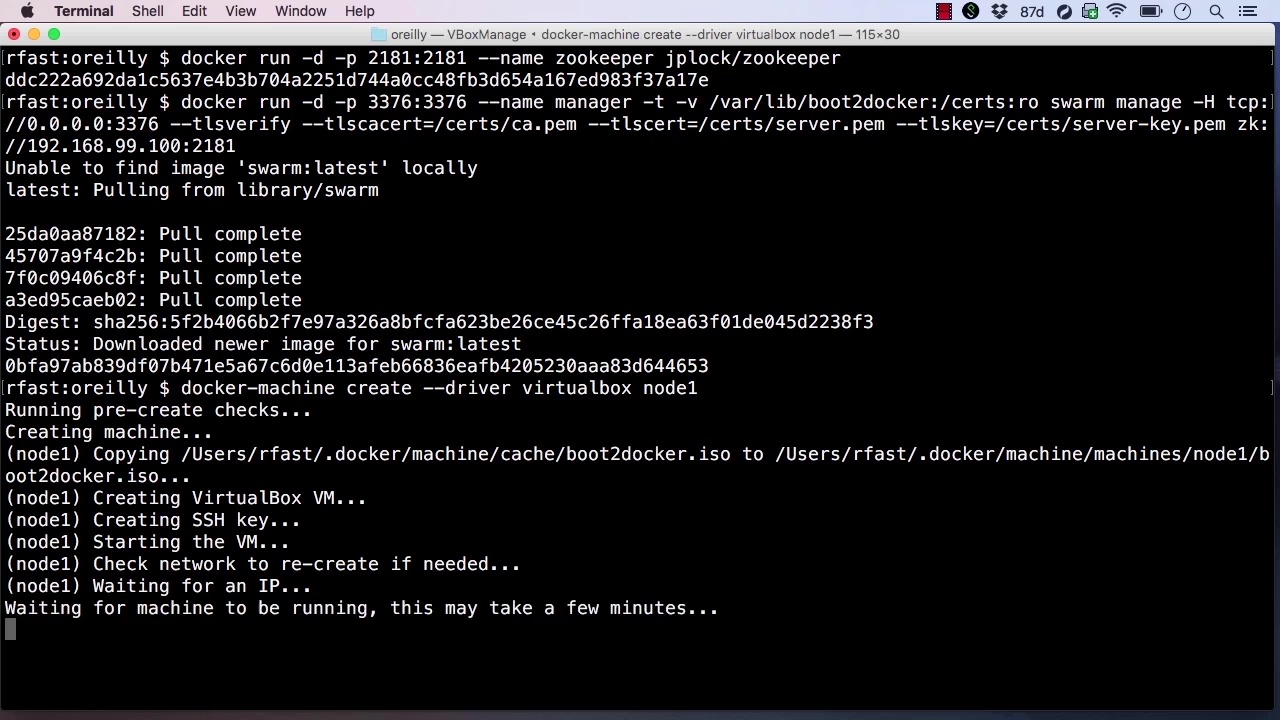 Terminal Shell Edit View Window Help 87d
oreilly — VBoxManage • docker-machine create --driver virtualbox node1 — 115×30
rfast:oreilly $ docker run -d -p 2181:2181 --name zookeeper jplock/zookeeper
ddc222a692da1c5637e4b3b704a2251d744a0cc48fb3d654a167ed983f37a17e
rfast:oreilly $ docker run -d -p 3376:3376 --name manager -t -v /var/lib/boot2docker:/certs:ro swarm manage -H tcp:
//0.0.0.0:3376 --tlsverify --tlscacert=/certs/ca.pem --tlscert=/certs/server.pem --tlskey=/certs/server-key.pem zk:
//192.168.99.100:2181
Unable to find image 'swarm:latest' locally
latest: Pulling from library/swarm
25da0aa87182: Pull complete
45707a9f4c2b: Pull complete
7f0c09406c8f: Pull complete
a3ed95caeb02: Pull complete
Digest: sha256:5f2b4066b2f7e97a326a8bfcfa623be26ce45c26ffa18ea63f01de045d2238f3
Status: Downloaded newer image for swarm:latest
0bfa97ab839df07b471e5a67c6d0e113afeb66836eafb4205230aaa83d644653
rfast:oreilly $ docker-machine create --driver virtualbox node1
Running pre-create checks...
Creating machine...
(node1) Copying /Users/rfast/.docker/machine/cache/boot2docker.iso to /Users/rfast/.docker/machine/machines/node1/b
oot2docker.iso...
(node1) Creating VirtualBox VM...
(node1) Creating SSH key...
(node1) Starting the VM...
(node1) Check network to re-create if needed...
(node1) Waiting for an IP...
Waiting for machine to be running, this may take a few minutes...